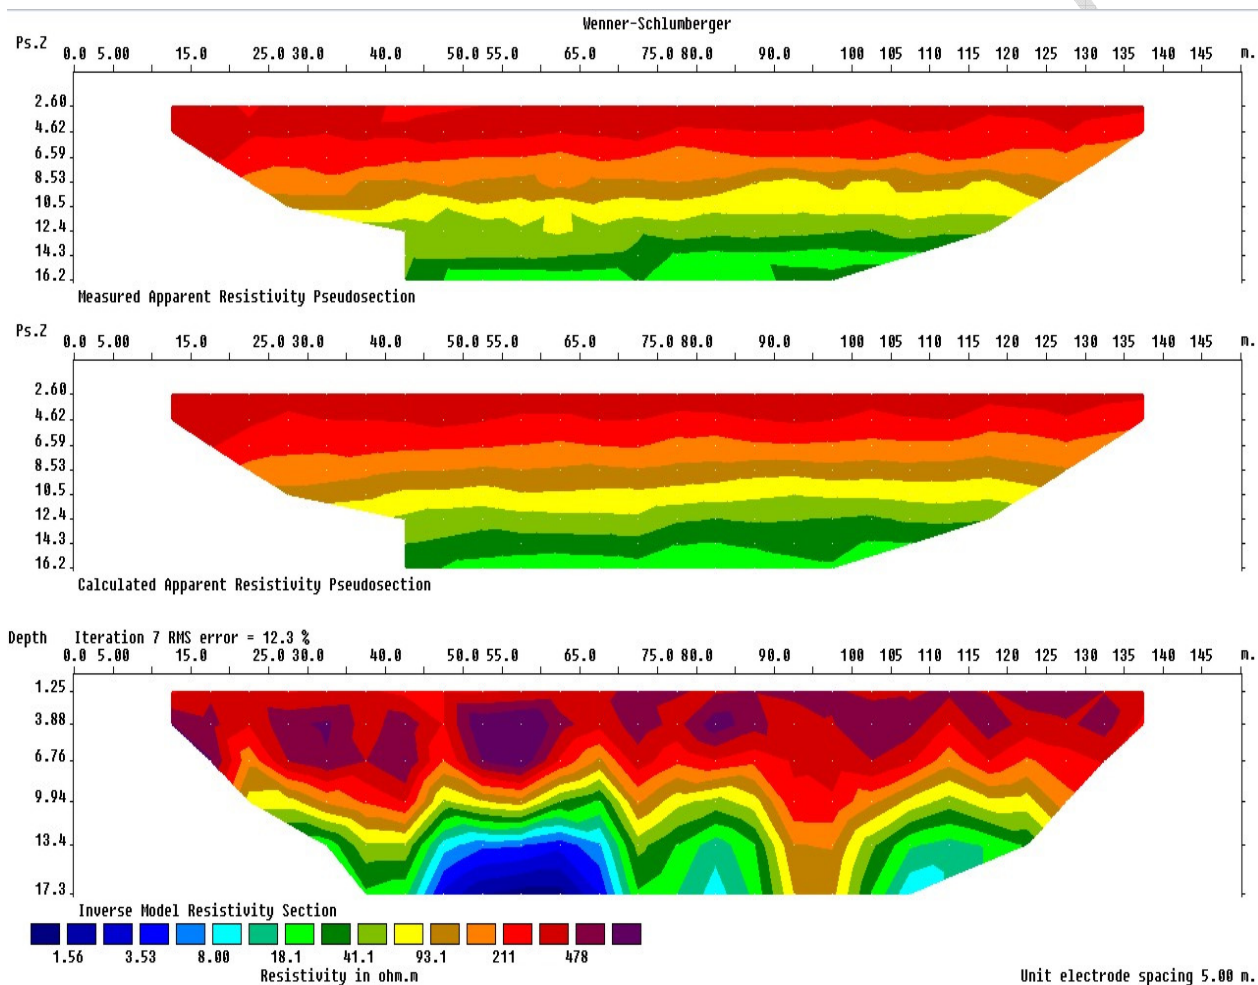 Wenner-Schlumberger
Ps.Z 0.0 5.00 15.0 25.0 30.0 40.0 50.0 55.0 65.0 75.0 80.0 90.0 100 110 115 125 130 140 145 m.
2.60
4.62
6.59
8.53
10.5
12.4
14.3
16.2
Measured Apparent Resistivity Pseudosection
Ps.Z 0.0 5.00 15.0 25.0 30.0 40.0 50.0 55.0 65.0 75.0 80.0 90.0 100 110 115 125 130 140 145 m.
2.60
4.62
6.59
8.53
10.5
12.4
14.3
16.2
Calculated Apparent Resistivity Pseudosection
Depth Iteration 7 RMS error = 12.3 %
0.0 5.00 15.0 25.0 30.0 40.0 50.0 55.0 65.0 75.0 80.0 90.0 100 110 115 125 130 140 145 m.
1.25
3.88
6.76
9.94
13.4
17.3
Inverse Model Resistivity Section
1.56 3.53 8.00 18.1 41.1 93.1 211 478
Resistivity in ohm.m Unit electrode spacing 5.00 m.